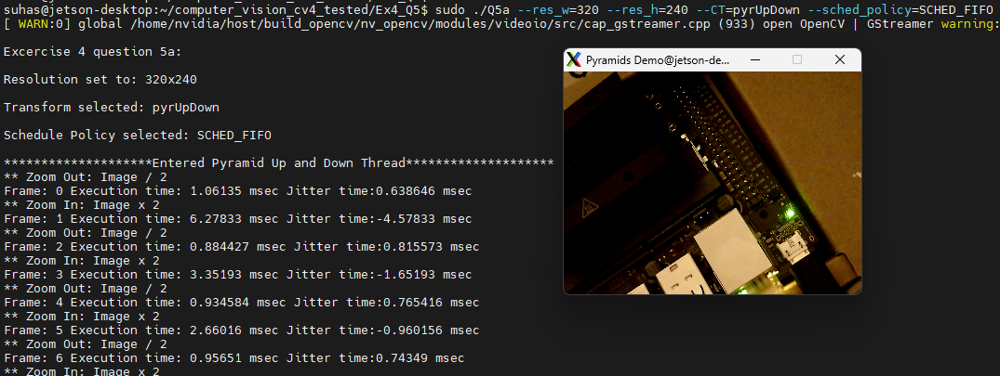 suhas@jetson-desktop:~/computer_vision_cv4_tested/Ex4_Q5$ sudo ./Q5a --res_w=320 --res_h=240 --CT=pyrUpDown --sched_policy=SCHED_FIFO
[ WARN:0] global /home/nvidia/host/build_opencv/nv_opencv/modules/videoio/src/cap_gstreamer.cpp (933) open OpenCV | GStreamer warning:
Pyramids Demo@jetson-de...
Excercise 4 question 5a:
Resolution set to: 320x240
Transform selected: pyrUpDown
Schedule Policy selected: SCHED_FIFO
********************Entered Pyramid Up and Down Thread********************
** Zoom Out: Image / 2
Frame: 0 Execution time: 1.06135 msec Jitter time:0.638646 msec
** Zoom In: Image x 2
Frame: 1 Execution time: 6.27833 msec Jitter time:-4.57833 msec
** Zoom Out: Image / 2
Frame: 2 Execution time: 0.884427 msec Jitter time:0.815573 msec
** Zoom In: Image x 2
Frame: 3 Execution time: 3.35193 msec Jitter time:-1.65193 msec
** Zoom Out: Image / 2
Frame: 4 Execution time: 0.934584 msec Jitter time:0.765416 msec
** Zoom In: Image x 2
Frame: 5 Execution time: 2.66016 msec Jitter time:-0.960156 msec
** Zoom Out: Image / 2
Frame: 6 Execution time: 0.95651 msec Jitter time:0.74349 msec
** Zoom In: Image x 2